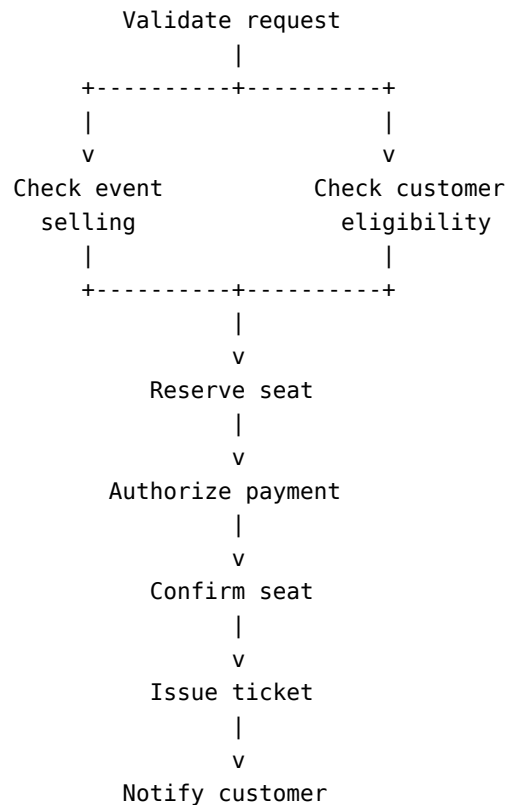 Validate request
Check event
selling
Check customer
eligibility
Reserve seat
Authorize payment
Confirm seat
Issue ticket
Notify customer